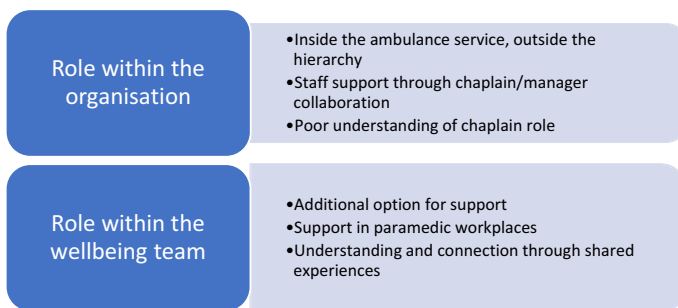 Role within the
organisation
•Inside the ambulance service, outside the
hierarchy
•Staff support through chaplain/manager
collaboration
•Poor understanding of chaplain role
Role within the
wellbeing team
•Additional option for support
•Support in paramedic workplaces
•Understanding and connection through shared
experiences